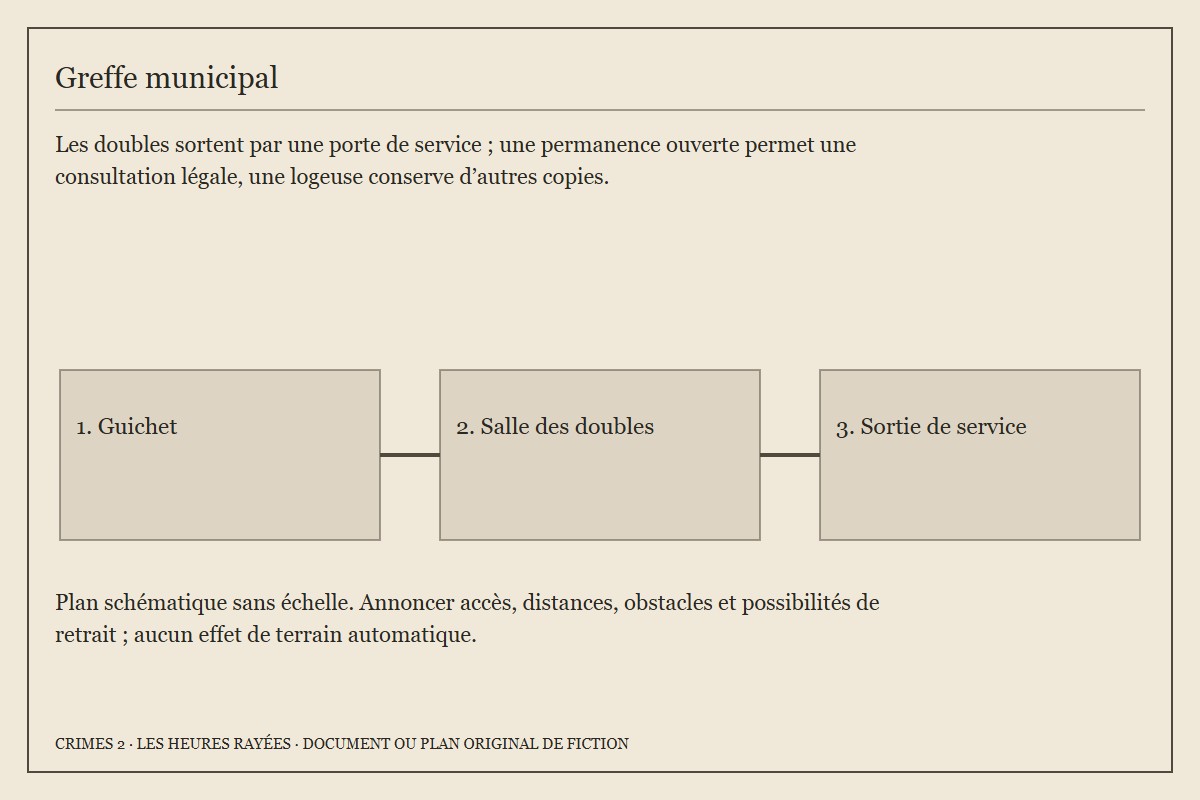 Greffe municipal
Les doubles sortent par une porte de service ; une permanence ouverte permet une
consultation légale, une logeuse conserve d’autres copies.
1. Guichet
2. Salle des doubles
3. Sortie de service
Plan schématique sans échelle. Annoncer accès, distances, obstacles et possibilités de
retrait ; aucun effet de terrain automatique.
CRIMES 2 · LES HEURES RAYÉES · DOCUMENT OU PLAN ORIGINAL DE FICTION